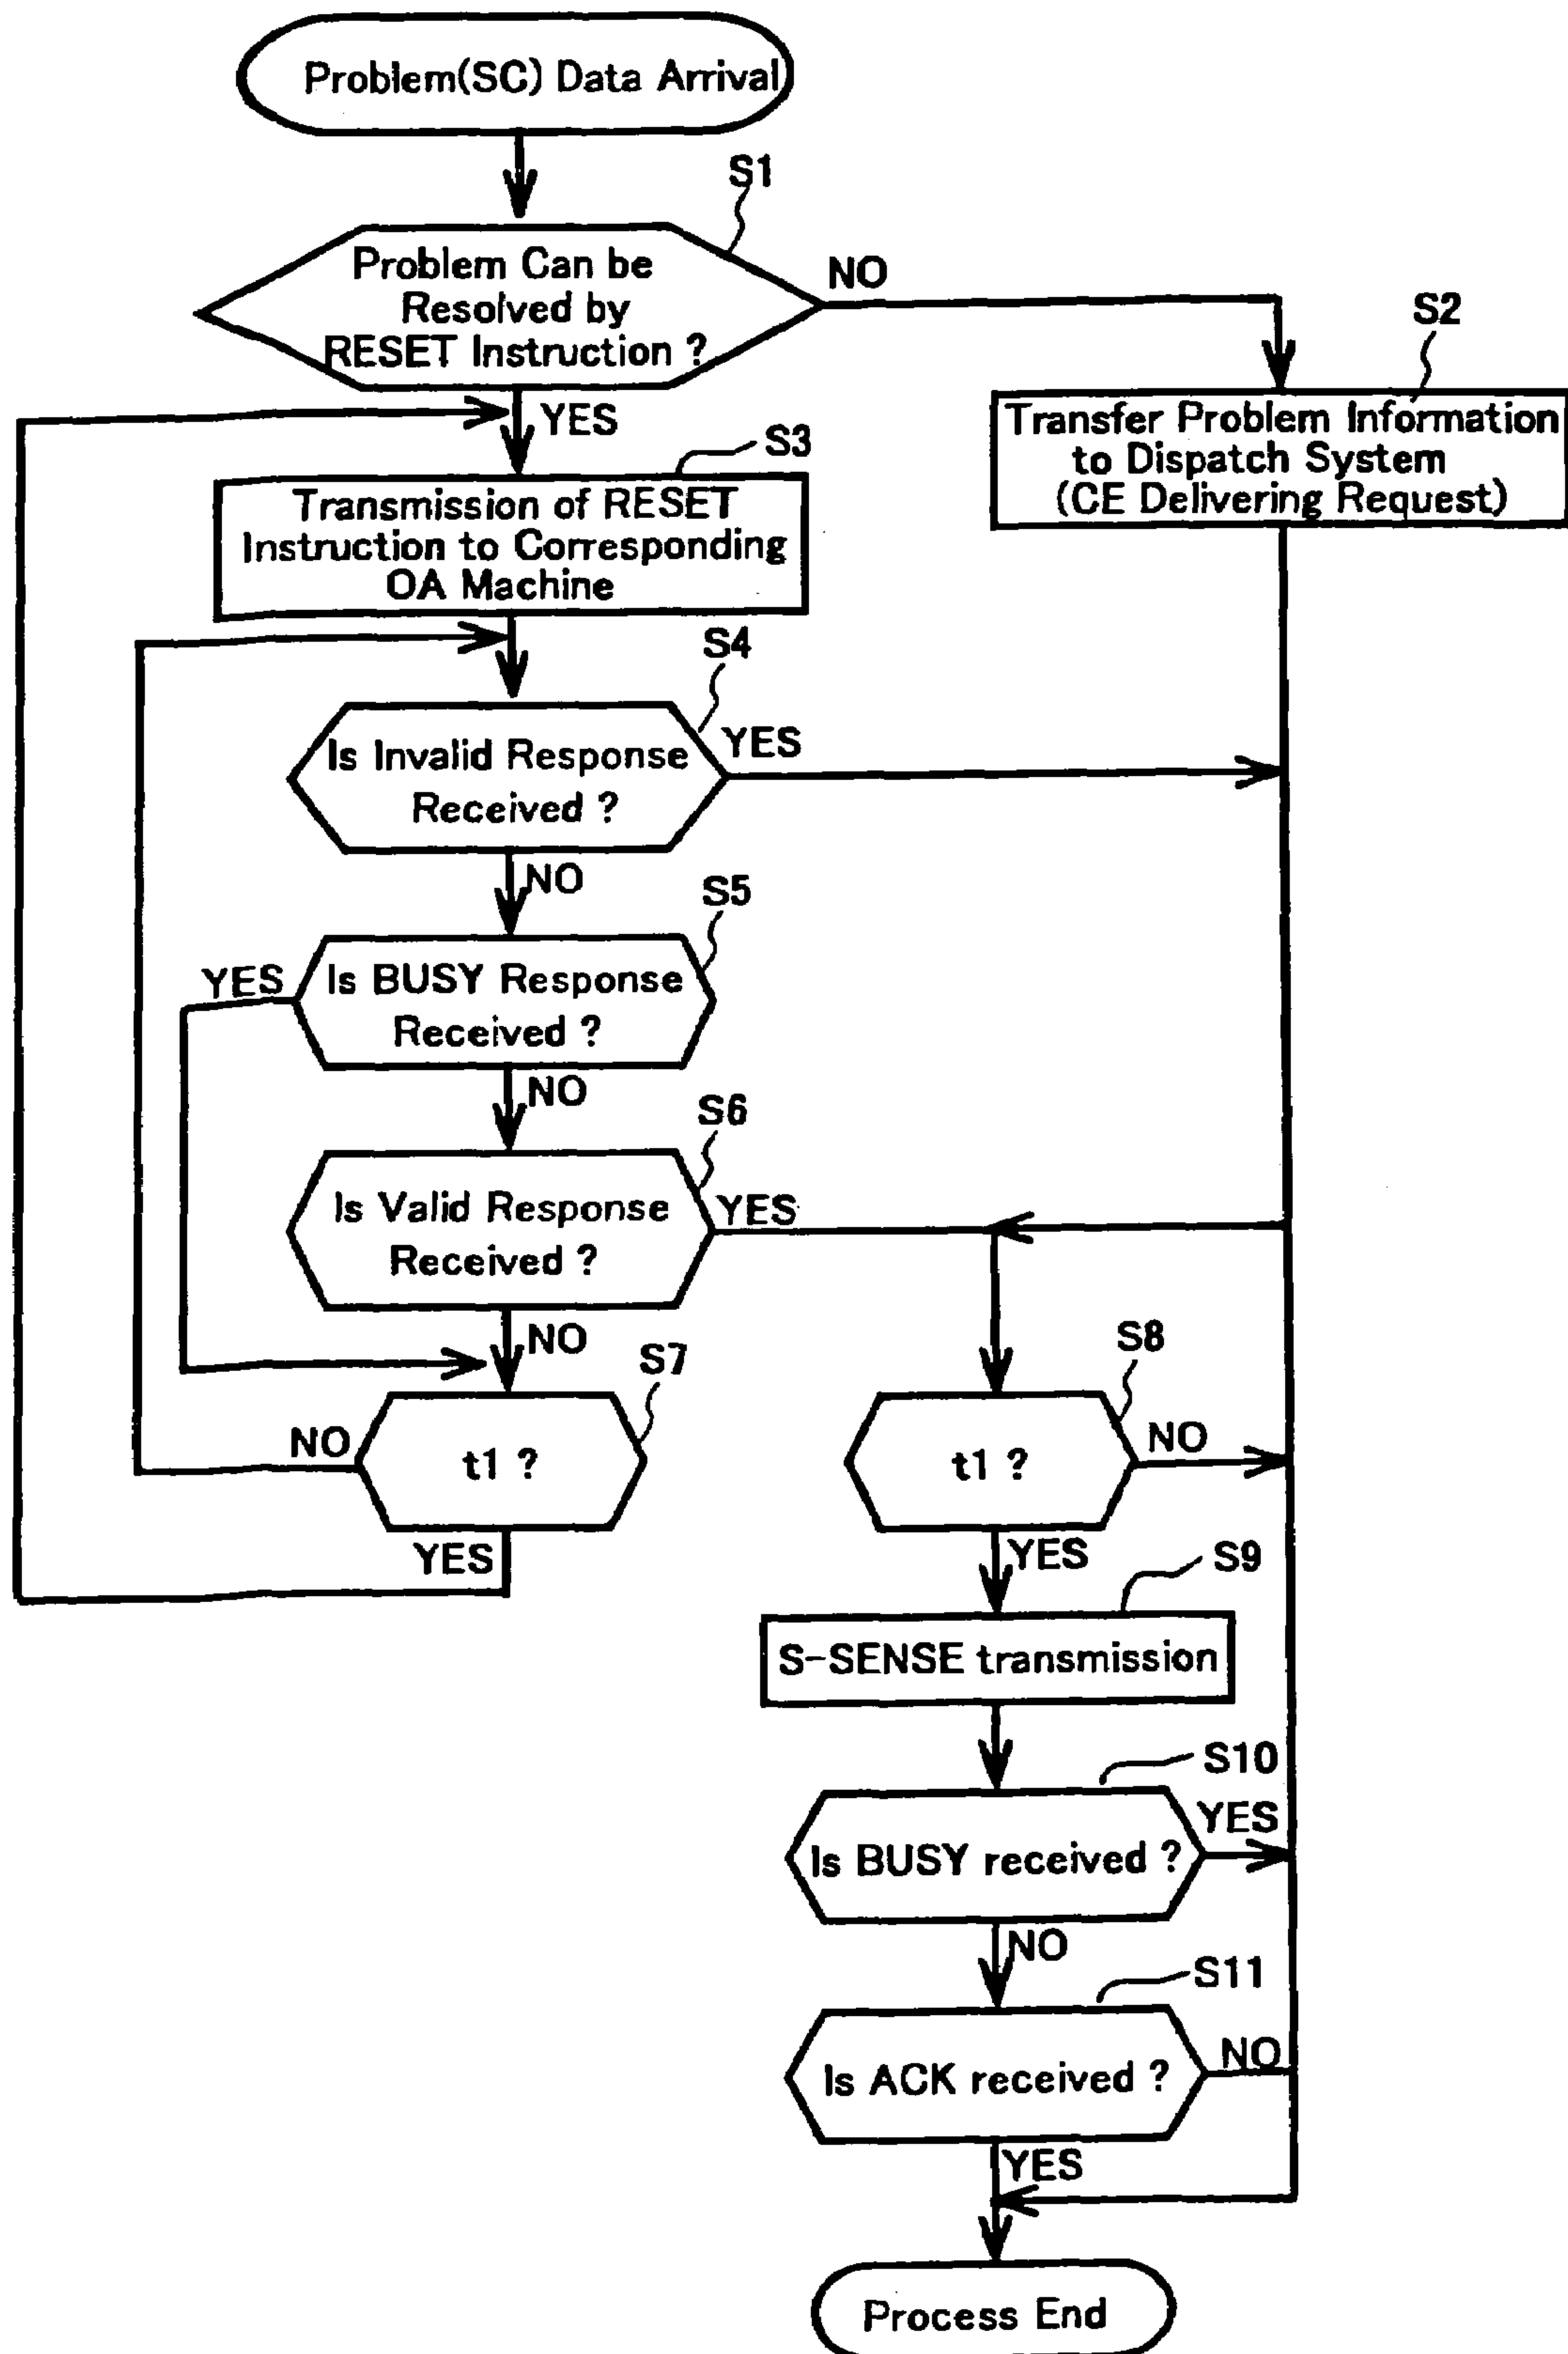 Problem(SC) Data Arrival
S1
Problem Can be
Resolved by
RESET Instruction ?
NO
S2
Transfer Problem Information
to Dispatch System
(CE Delivering Request)
YES
S3
Transmission of RESET
Instruction to Corresponding
OA Machine
S4
Is Invalid Response
Received ?
YES
NO
S5
Is BUSY Response
Received ?
YES
NO
S6
Is Valid Response
Received ?
YES
NO
S7
t1 ?
NO
YES
S8
t1 ?
NO
YES
S9
S-SENSE transmission
S10
Is BUSY received ?
YES
NO
S11
Is ACK received ?
NO
YES
Process End